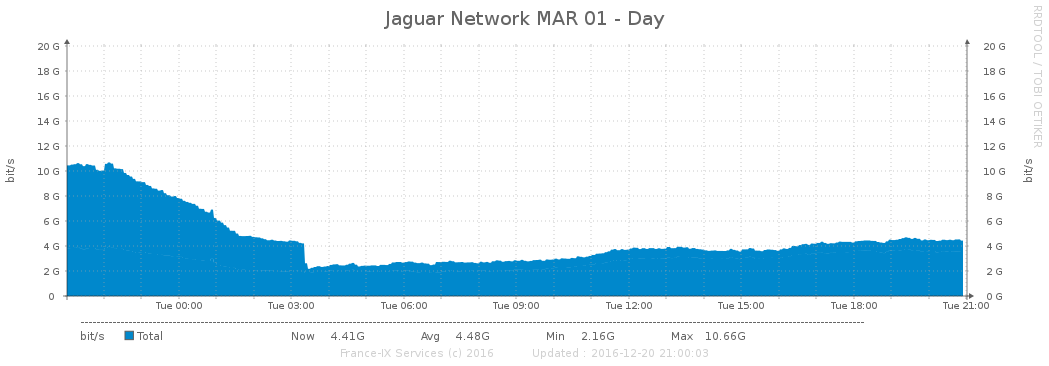 Jaguar Network MAR 01 - Day
RRDTOOL / TOBI OETIKER
bit/s
20 G 20 G
18 G 18 G
16 G 16 G
14 G 14 G
12 G 12 G
10 G 10 G
8 G 8 G
6 G 6 G
4 G 4 G
2 G 2 G
0 0 G
bit/s
Tue 00:00 Tue 03:00 Tue 06:00 Tue 09:00 Tue 12:00 Tue 15:00 Tue 18:00 Tue 21:00
bit/s Total Now 4.41G Avg 4.48G Min 2.16G Max 10.66G
France-IX Services (c) 2016 Updated : 2016-12-20 21:00:03